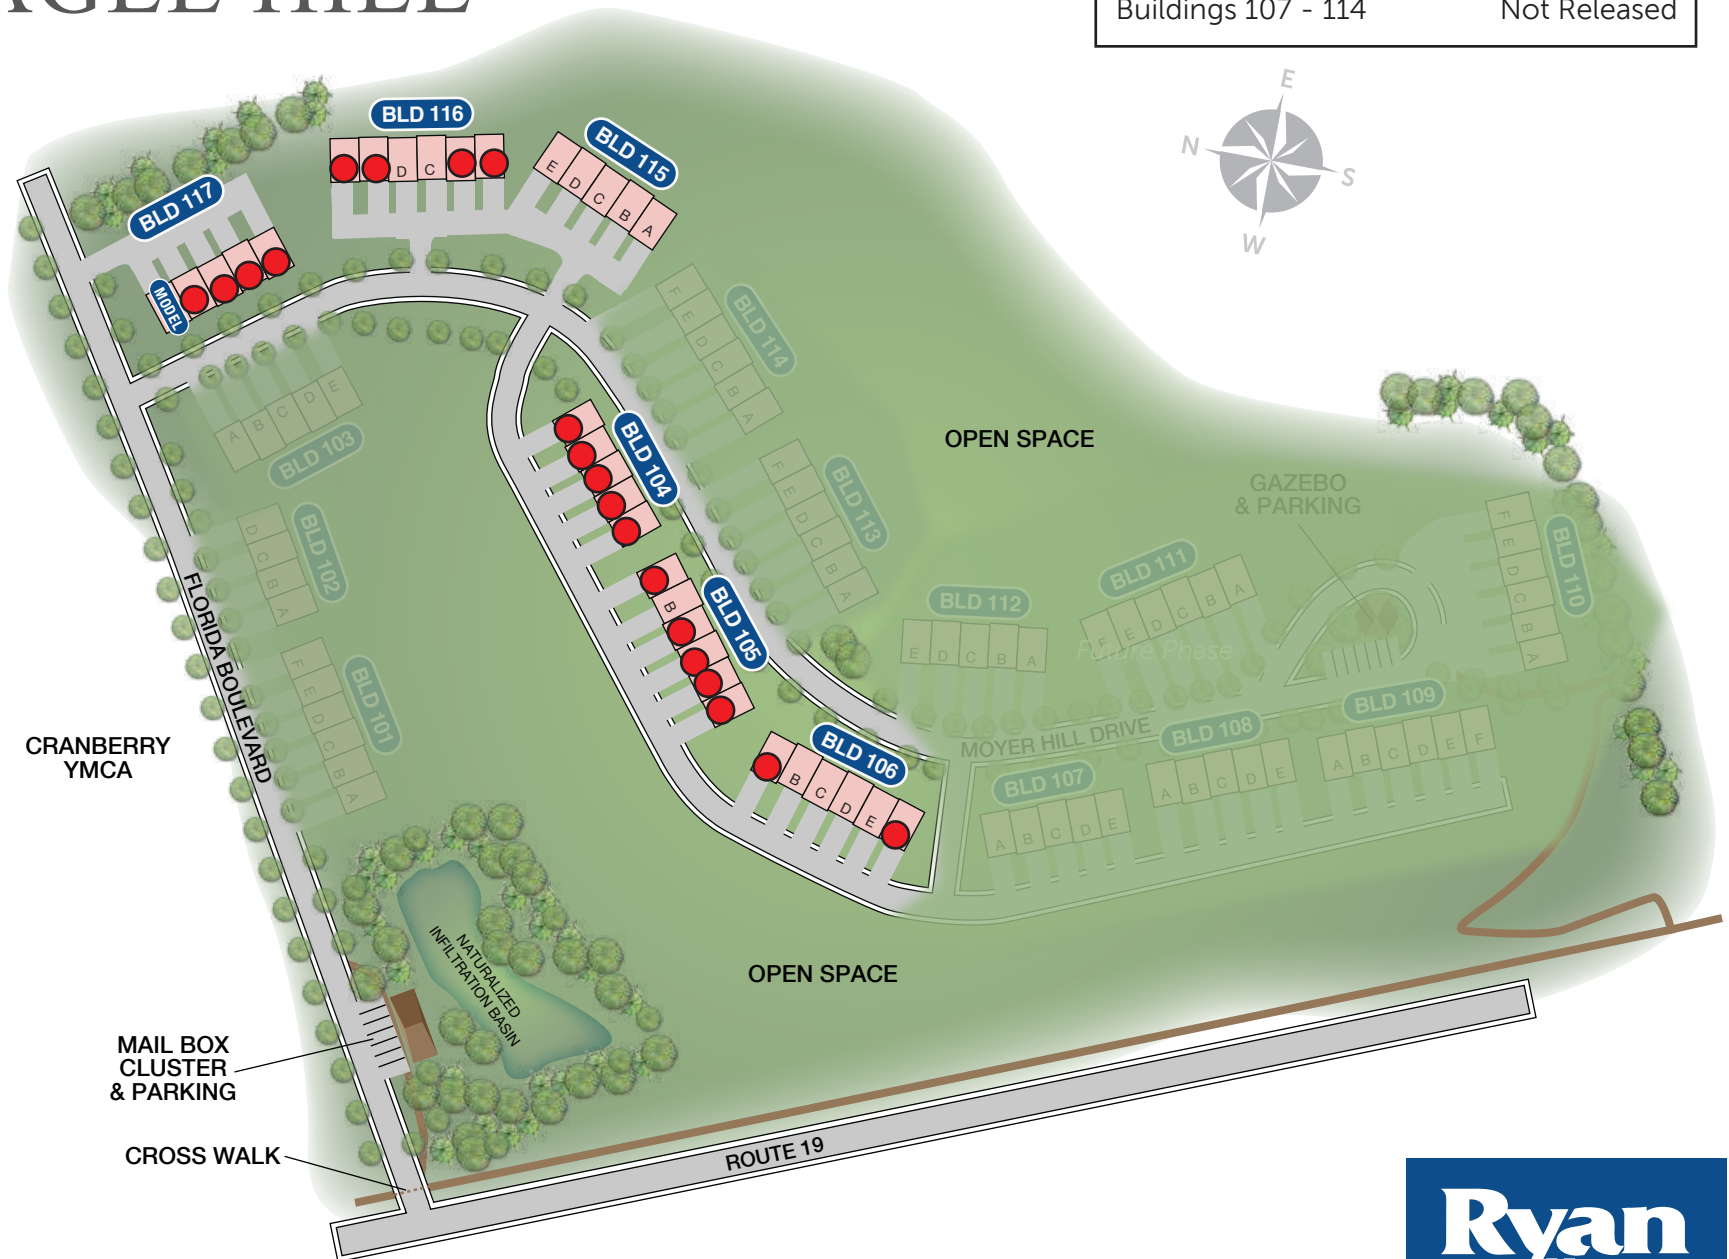 Buildings 107 - 114 Not Released
E
N
S
W
BLD 116
D
C
BLD 115
E
D
C
B
A
BLD 117
MODEL
BLD 114
F
E
D
C
B
A
BLD 103
A
B
C
D
E
BLD 104
OPEN SPACE
BLD 113
F
E
D
C
B
A
GAZEBO
& PARKING
BLD 110
F
E
D
C
B
A
BLD 102
D
C
B
A
FLORIDA BOULEVARD
BLD 105
B
BLD 112
E
D
C
B
A
BLD 111
F
E
D
C
B
A
Future Phase
BLD 101
F
E
D
C
B
A
CRANBERRY
YMCA
BLD 106
B
C
D
E
MOYER HILL DRIVE
BLD 109
A
B
C
D
E
F
BLD 108
A
B
C
D
E
BLD 107
A
B
C
D
E
NATURALIZED
INFILTRATION BASIN
OPEN SPACE
MAIL BOX
CLUSTER
& PARKING
CROSS WALK
ROUTE 19
Ryan